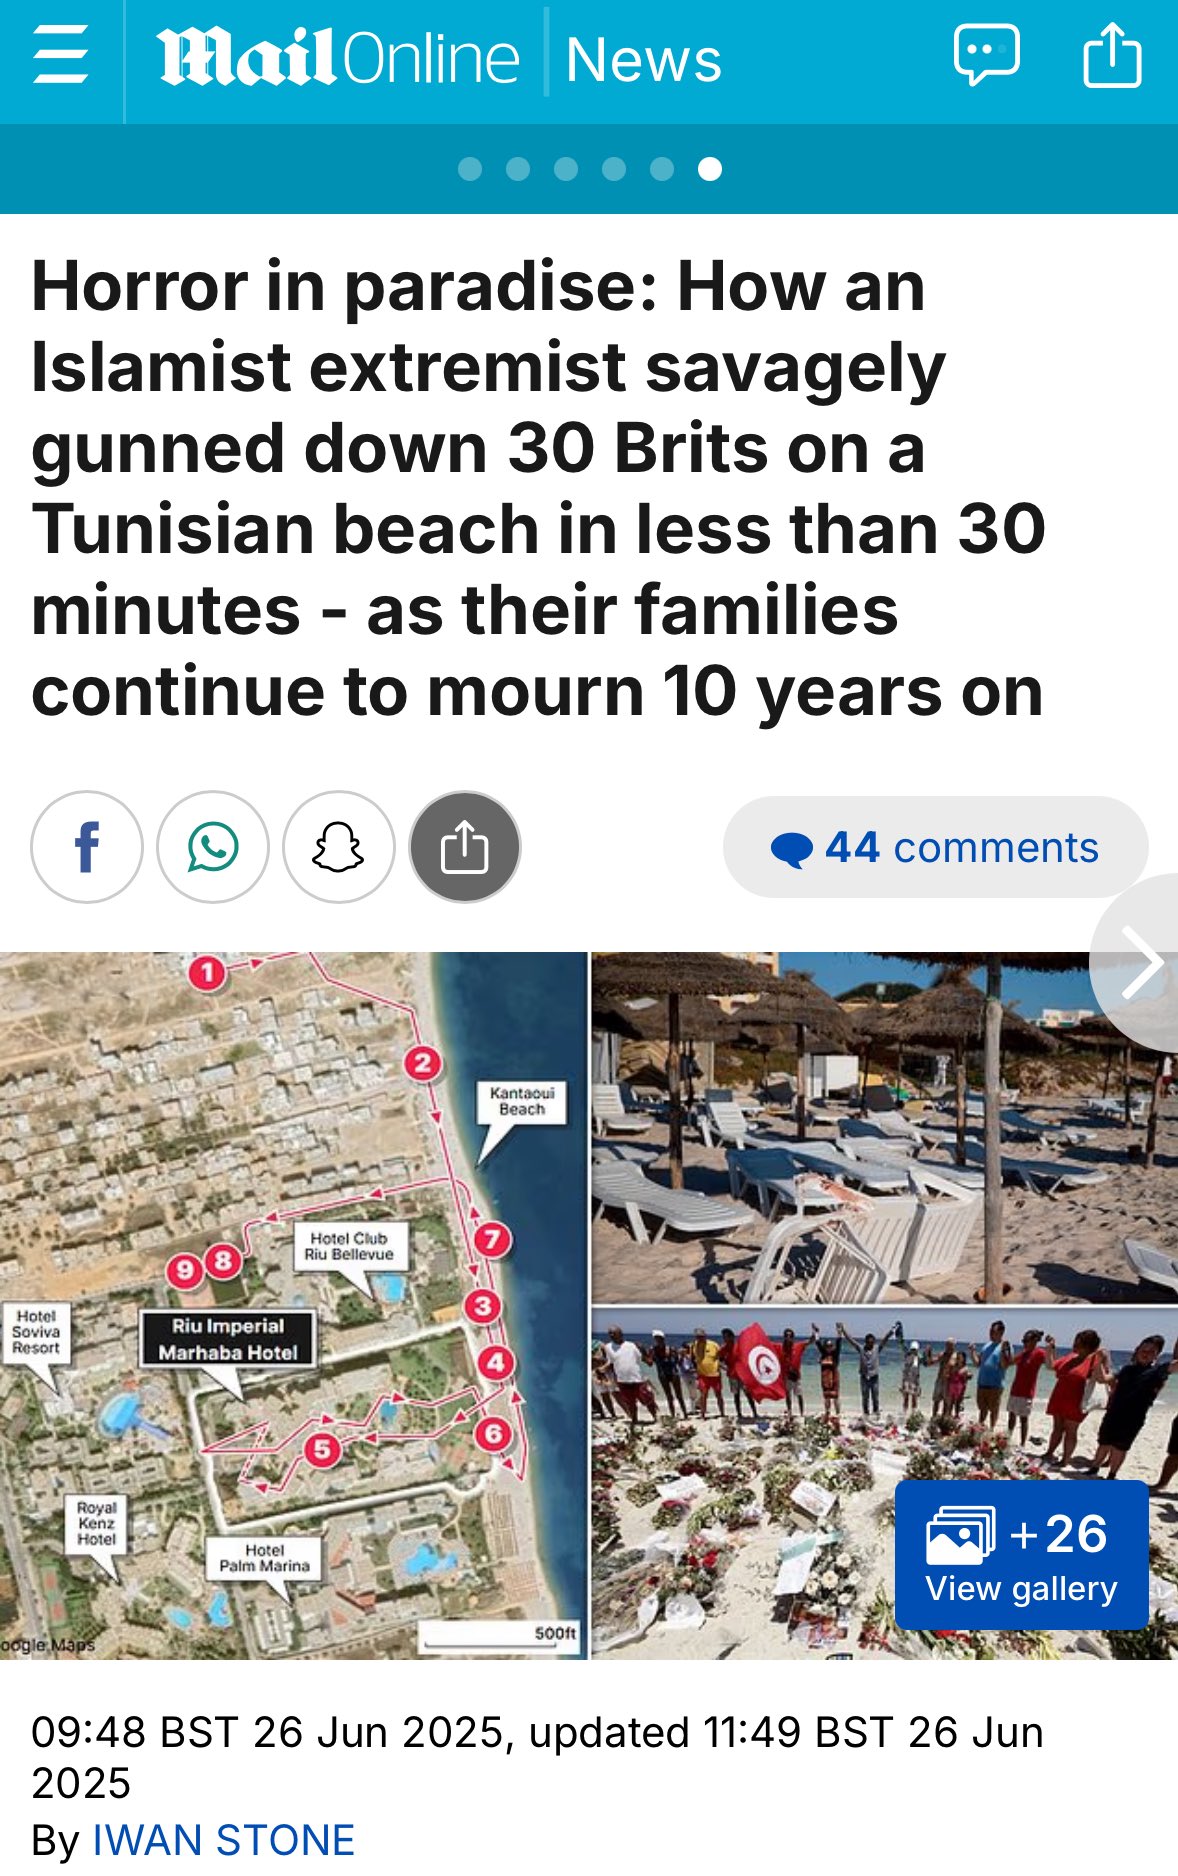 Mail Online News
Horror in paradise: How an
Islamist extremist savagely
gunned down 30 Brits on a
Tunisian beach in less than 30
minutes - as their families
continue to mourn 10 years on
f
44 comments
1
2
Kantaoui
Beach
7
Hotel Club
Riu Bellevue
9 8
3
Hotel
Soviva
Resort
Riu Imperial
Marhaba Hotel
4
6
5
Royal
Kenz
Hotel
Hotel
Palm Marina
500ft
oogle Maps
+26
View gallery
09:48 BST 26 Jun 2025, updated 11:49 BST 26 Jun
2025
By IWAN STONE